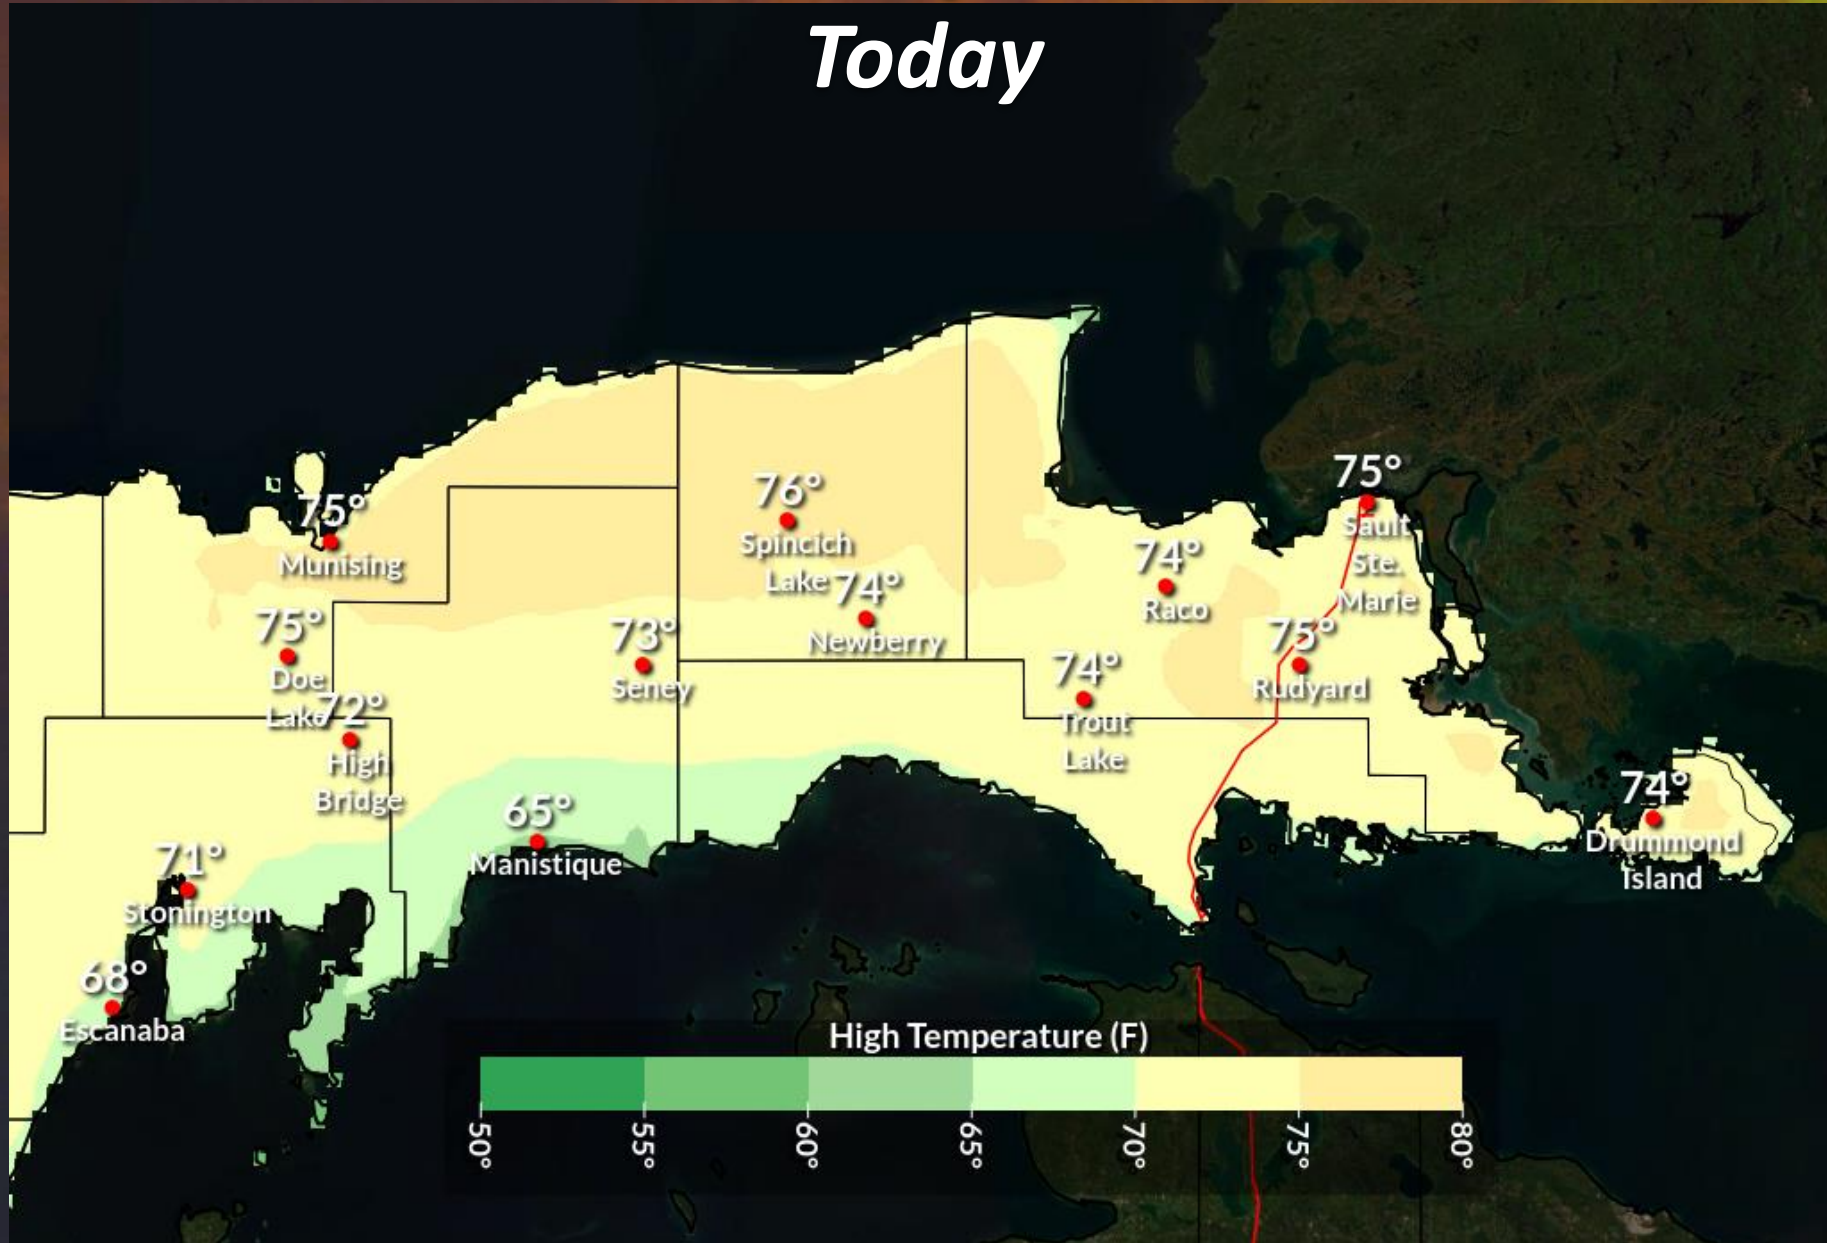 Today
75°
Munising
76°
Spincich
Lake
75°
Sault
Ste.
Marie
74°
Raco
74°
Newberry
75°
Doe
Lake
73°
Seney
75°
Rudyard
74°
Trout
Lake
72°
High
Bridge
65°
Manistique
74°
Drummond
Island
71°
Stonington
68°
Escanaba
High Temperature (F)
50°
55°
60°
65°
70°
75°
80°